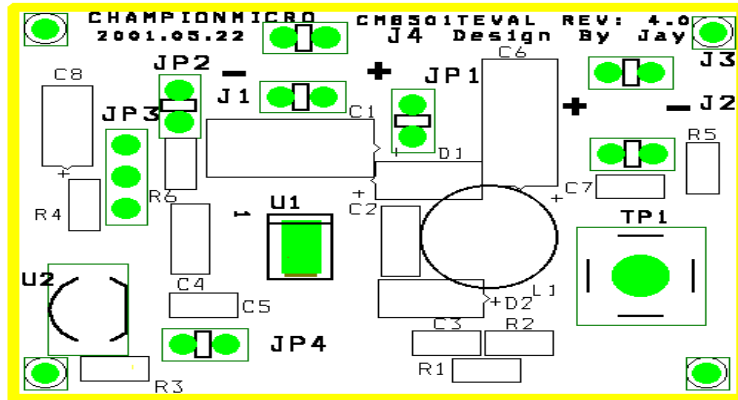 CHAMPIONMICRO CM8501TEVAL REV: 4.0
2001.05.22 J4 Design By Jay
C6
JP2 - + J3
C8 JP1
J1 + - J2
JP3 C1
R5
+ D1
+ R6 + + C7
R4 U1 C2 TP1
1
U2
C4 L1
C5 +D2
C3 R2
JP4
R1
R3